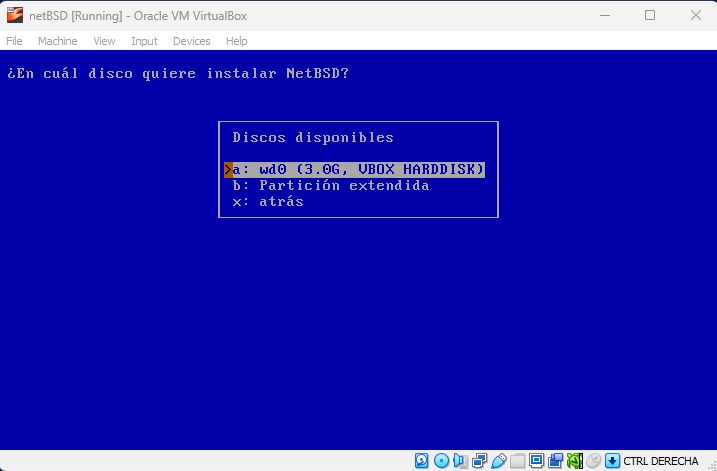 netBSD [Running] - Oracle VM VirtualBox
File Machine View Input Devices Help
¿En cuál disco quiere instalar NetBSD?
Discos disponibles
>a: wd0 (3.0G, VBOX HARDDISK)
b: Partición extendida
x: atrás
CTRL DERECHA